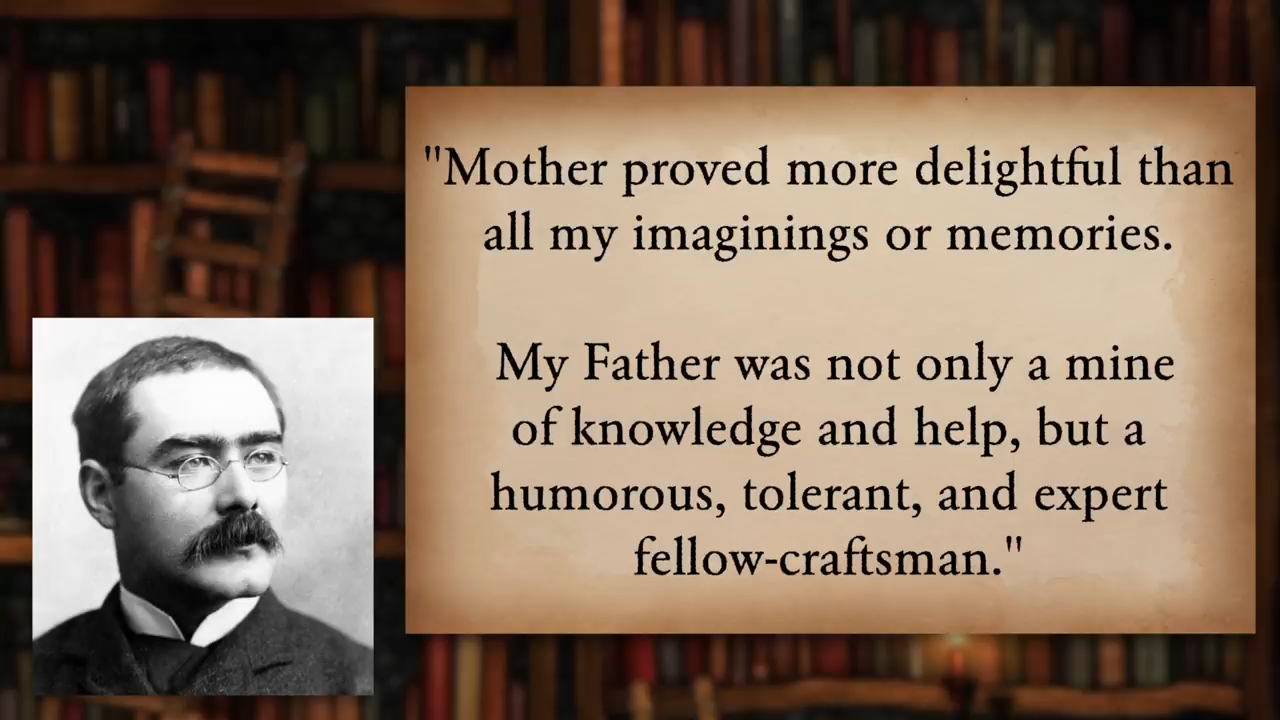 "Mother proved more delightful than
all my imaginings or memories.
My Father was not only a mine
of knowledge and help, but a
humorous, tolerant, and expert
fellow-craftsman."